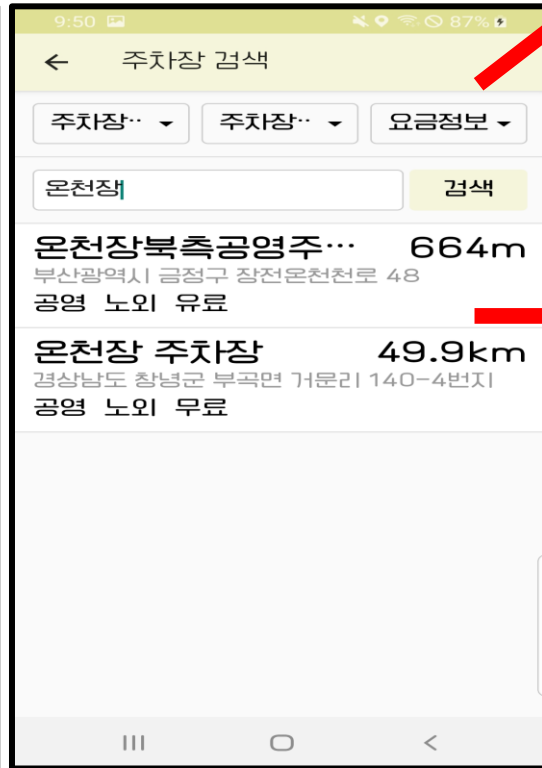 9:50 87%
주차장 검색
주차장·· 주차장·· 요금정보
온천장 검색
온천장북측공영주··· 664m
부산광역시 금정구 장전온천천로 48
공영 노외 유료
온천장 주차장 49.9km
경상남도 창녕군 부곡면 거문리 140-4번지
공영 노외 무료